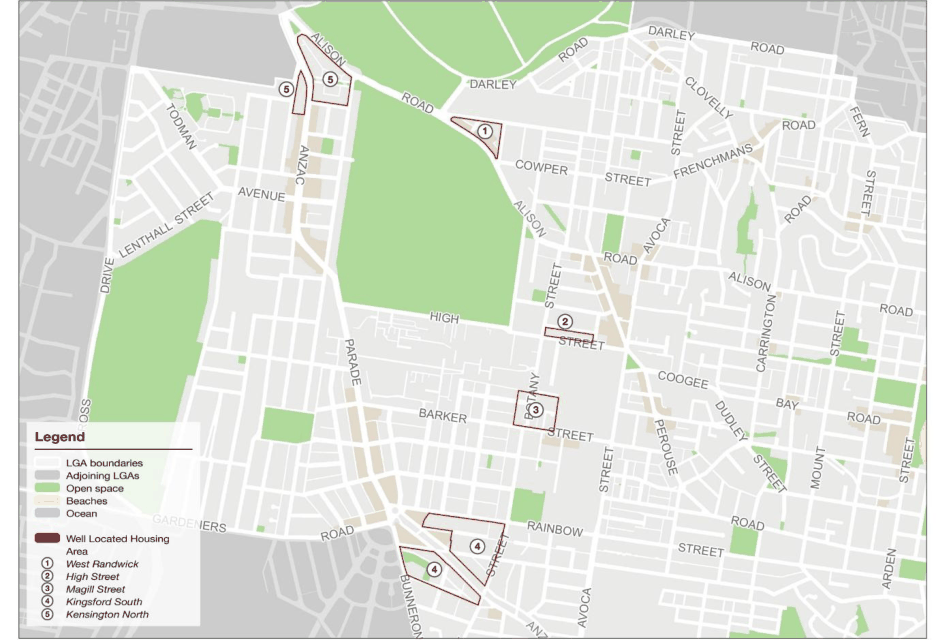 ALISON
ROAD
DARLEY
ROAD
DARLEY
ROAD
CLOVELLY
ROAD
FERN
STREET
TODMAN
AVENUE
ANZAC
PARADE
LENTHALL STREET
DRIVE
OSS
5
5
1
COWPER
STREET
FRENCHMANS
ROAD
STREET
ALISON
ROAD
AVOCA
ALISON
ROAD
STREET
HIGH
2
STREET
CARRINGTON
STREET
COOGEE
BAY
ROAD
BOTANY
3
BARKER
STREET
PEROUSE
DUDLEY
STREET
MOUNT
STREET
STREET
GARDENERS
ROAD
RAINBOW
STREET
ROAD
4
4
STREET
BUNNERON
ANZ
AVOCA
ARDEN
Legend
LGA boundaries
Adjoining LGAs
Open space
Beaches
Ocean
Well Located Housing
Area
1 West Randwick
2 High Street
3 Magill Street
4 Kingsford South
5 Kensington North